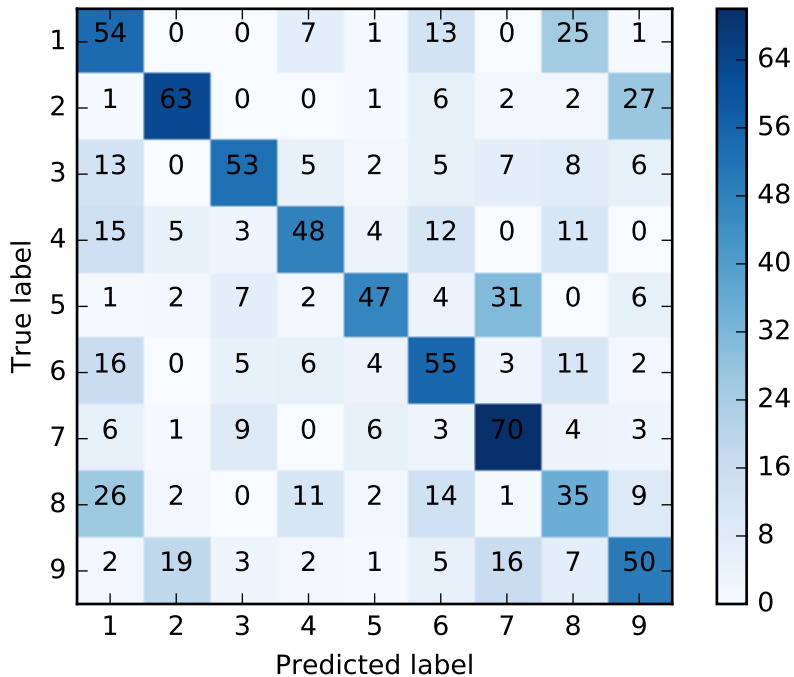 1 54 0 0 7 1 13 0 25 1
2 1 63 0 0 1 6 2 2 27
3 13 0 53 5 2 5 7 8 6
4 15 5 3 48 4 12 0 11 0
5 1 2 7 2 47 4 31 0 6
6 16 0 5 6 4 55 3 11 2
7 6 1 9 0 6 3 70 4 3
8 26 2 0 11 2 14 1 35 9
9 2 19 3 2 1 5 16 7 50
1 2 3 4 5 6 7 8 9
Predicted label
True label
64
56
48
40
32
24
16
8
0